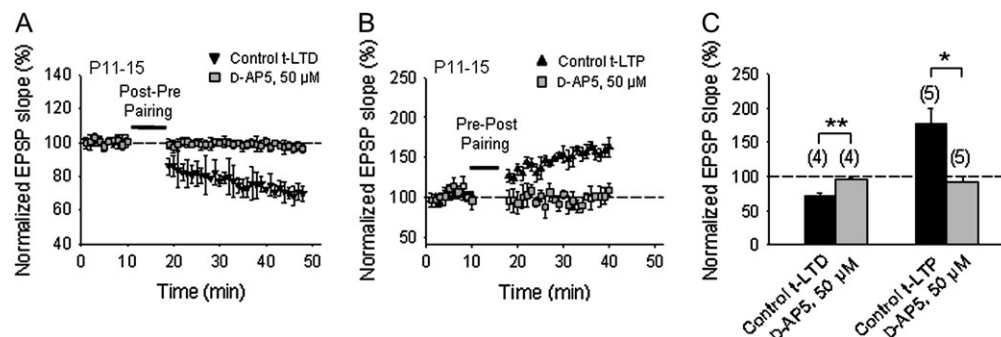 A
Normalized EPSP slope (%)
140
120
100
80
60
40
P11-15
Control t-LTD
D-AP5, 50 µM
Post-Pre
Pairing
0 10 20 30 40 50
Time (min)
B
Normalized EPSP slope (%)
250
200
150
100
50
P11-15
Control t-LTP
D-AP5, 50 µM
Pre-Post
Pairing
0 10 20 30 40 50
Time (min)
C
Normalized EPSP Slope (%)
250
200
150
100
50
0
*
(5)
**
(4) (4)
(5)
Control t-LTD
D-AP5, 50 µM
Control t-LTP
D-AP5, 50 µM